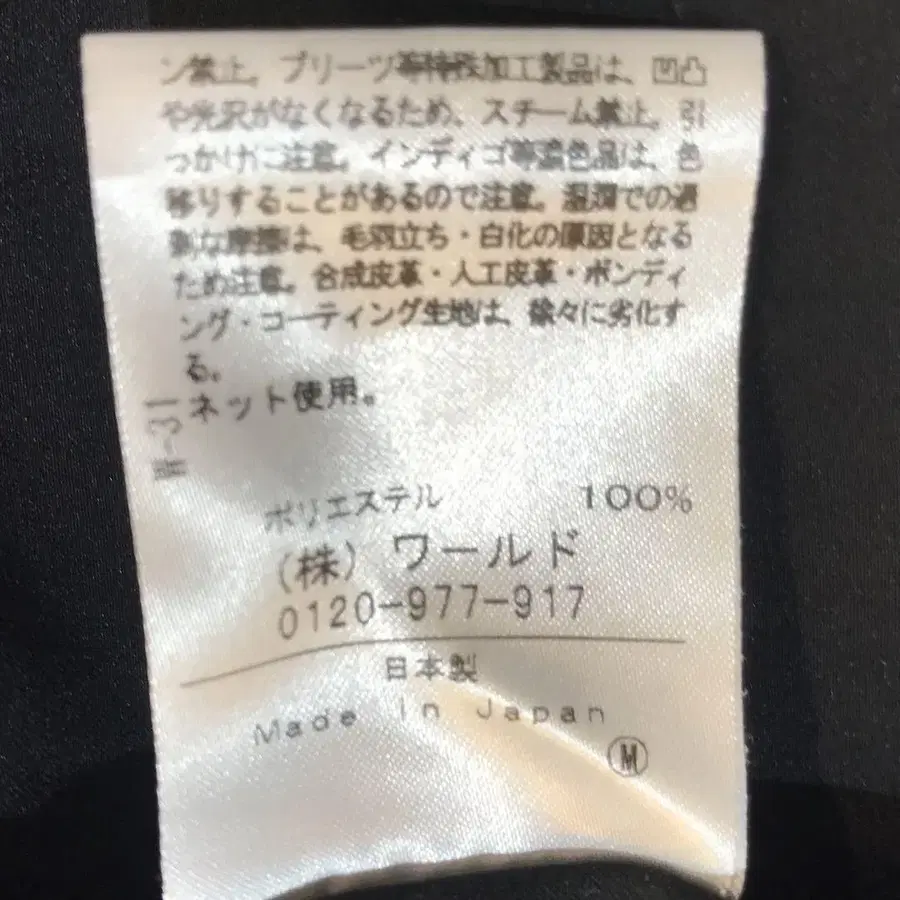 ン禁止。プリーツ等特殊加工製品は、凹凸
や光沢がなくなるため、スチーム禁止。引
っかけに注意。インディゴ等濃色品は、色
移りすることがあるので注意。湿潤での過
剰な摩擦は、毛羽立ち・白化の原因となる
ため注意。合成皮革・人工皮革・ボンディ
ング・コーティング生地は、徐々に劣化す
る。
ネット使用。
W-31
ポリエステル 100%
(株) ワールド
0120-977-917
日本製
Made in Japan
M